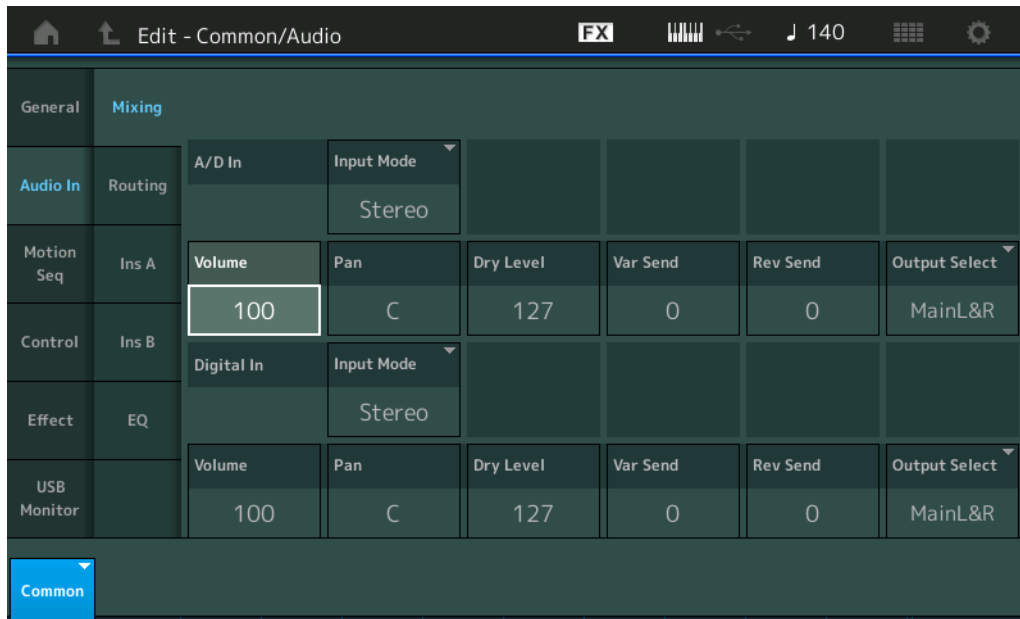 Edit - Common/Audio
FX
♩ 140
General
Mixing
A/D In
Input Mode
Audio In
Routing
Stereo
Motion
Seq
Ins A
Volume
Pan
Dry Level
Var Send
Rev Send
Output Select
100
C
127
0
0
MainL&R
Control
Ins B
Digital In
Input Mode
Effect
EQ
Stereo
Volume
Pan
Dry Level
Var Send
Rev Send
Output Select
USB
Monitor
100
C
127
0
0
MainL&R
Common